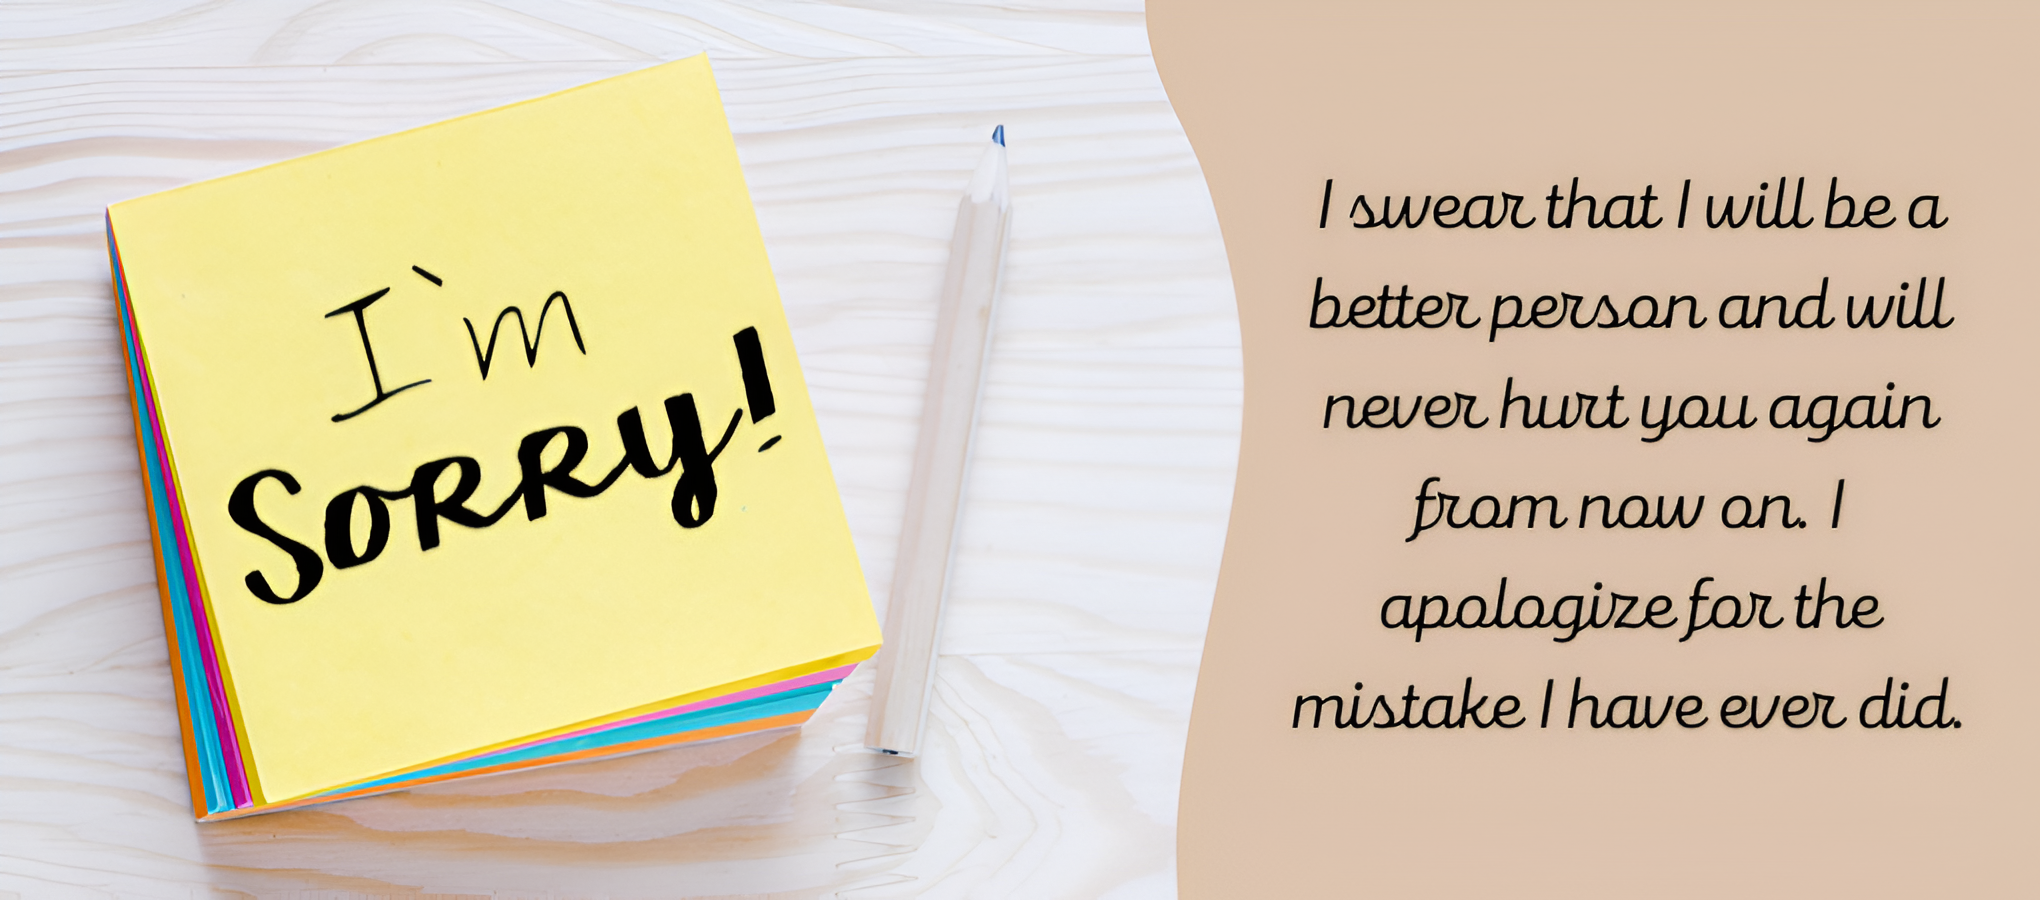 I`m
Sorry!
I swear that I will be a
better person and will
never hurt you again
from now on. I
apologize for the
mistake I have ever did.